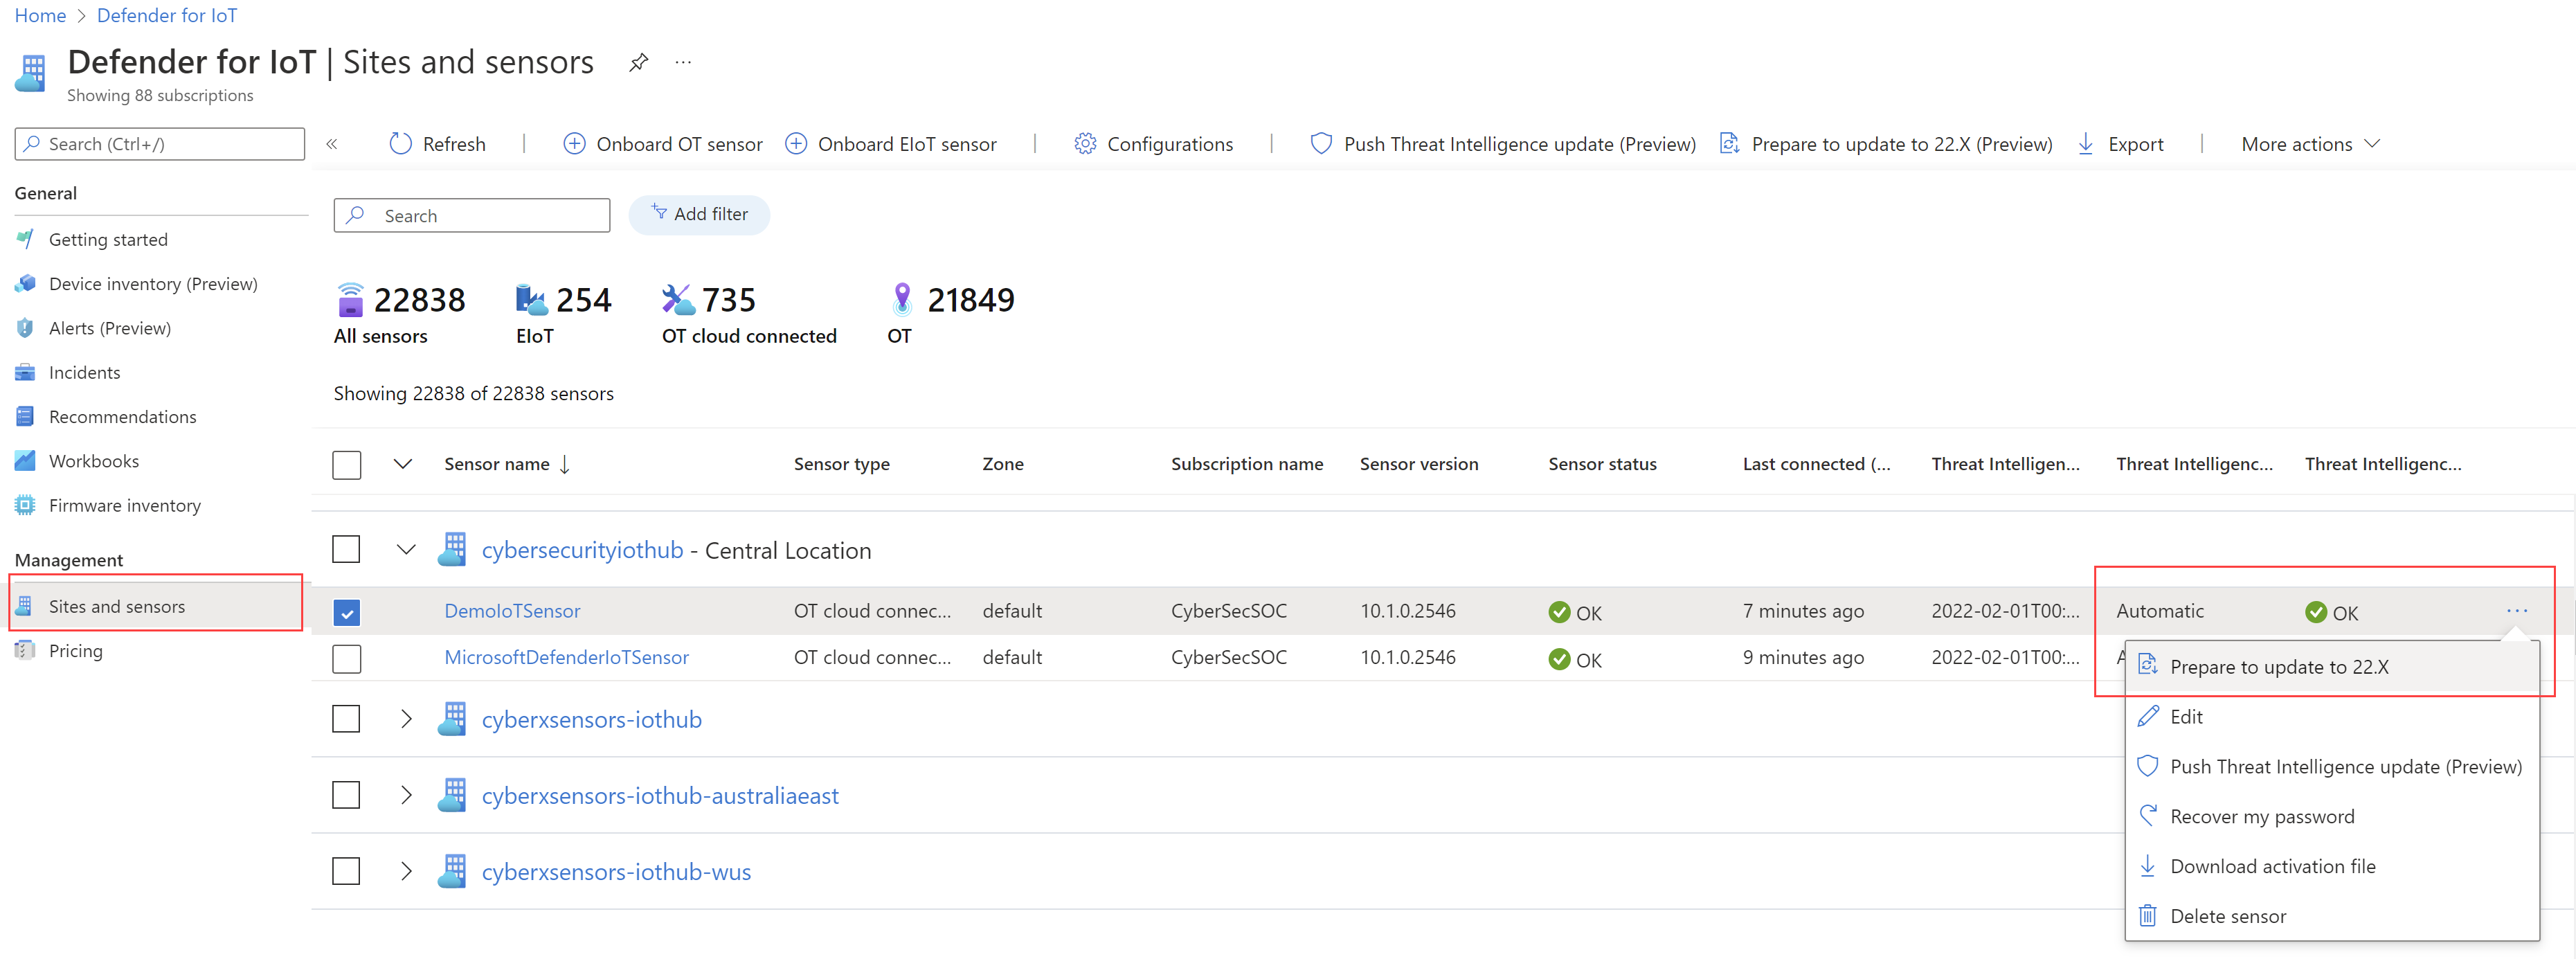 Home > Defender for IoT
Defender for IoT | Sites and sensors ...
Showing 88 subscriptions
Search (Ctrl+/)
«
Refresh | Onboard OT sensor Onboard EIoT sensor | Configurations | Push Threat Intelligence update (Preview) Prepare to update to 22.X (Preview) Export | More actions
General
Getting started
Device inventory (Preview)
Alerts (Preview)
Incidents
Recommendations
Workbooks
Firmware inventory
Management
Sites and sensors
Pricing
Search Add filter
22838 254 735 21849
All sensors EIoT OT cloud connected OT
Showing 22838 of 22838 sensors
Sensor name ↓ Sensor type Zone Subscription name Sensor version Sensor status Last connected (... Threat Intelligen... Threat Intelligenc... Threat Intelligenc...
cybersecurityiothub - Central Location
DemoIoTSensor OT cloud connec... default CyberSecSOC 10.1.0.2546 OK 7 minutes ago 2022-02-01T00:... Automatic OK ...
MicrosoftDefenderIoTSensor OT cloud connec... default CyberSecSOC 10.1.0.2546 OK 9 minutes ago 2022-02-01T00:...
cyberxsensors-iothub
cyberxsensors-iothub-australiaeast
cyberxsensors-iothub-wus
Prepare to update to 22.X
Edit
Push Threat Intelligence update (Preview)
Recover my password
Download activation file
Delete sensor